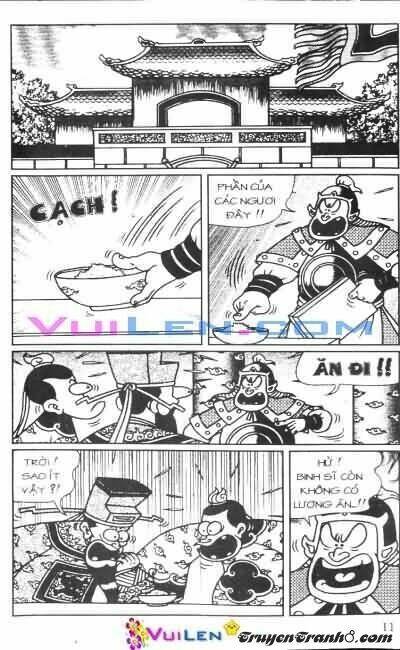 CẠCH!
PHẦN CỦA
CÁC NGƯƠI
ĐÂY!!
VuiLen.com
ĂN ĐI!!
TRỜI!
SAO ÍT
VẬY?!
HỪ!
BINH SĨ CÒN
KHÔNG CÓ
LƯƠNG ĂN..!!
11
VuiLen
TruyenTranh8.com